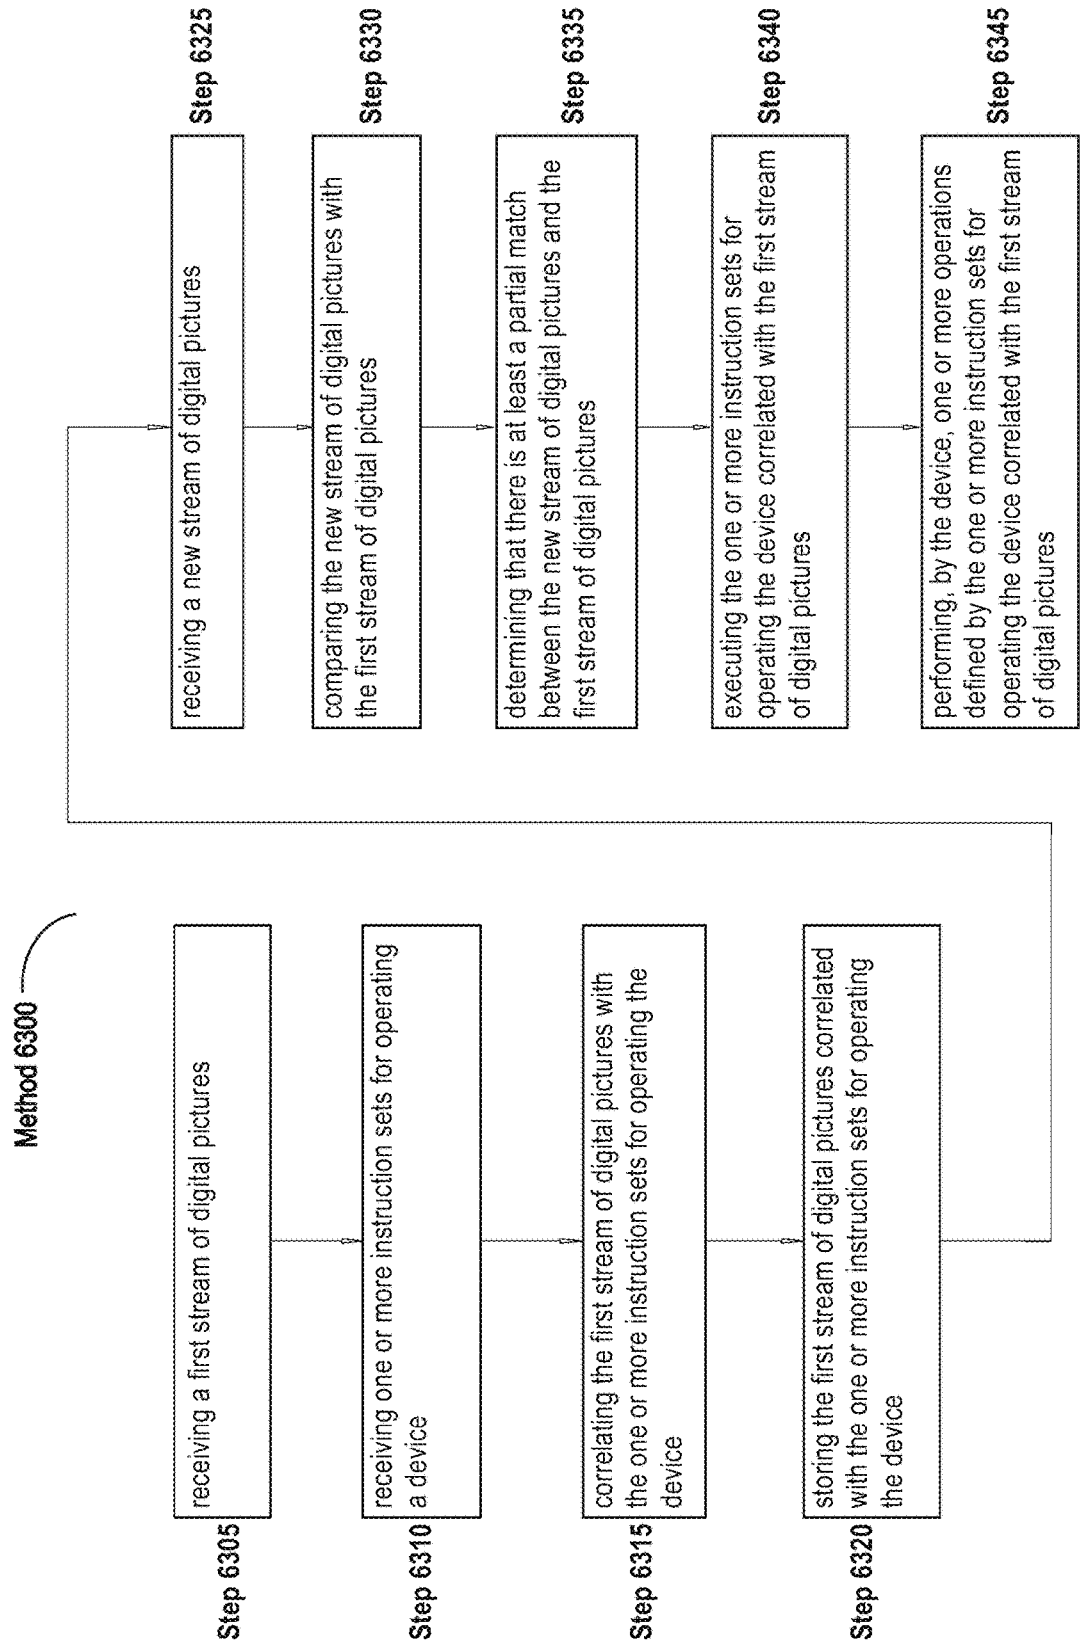 Method 6300
Step 6305
receiving a first stream of digital pictures
Step 6310
receiving one or more instruction sets for operating
a device
Step 6315
correlating the first stream of digital pictures with
the one or more instruction sets for operating the
device
Step 6320
storing the first stream of digital pictures correlated
with the one or more instruction sets for operating
the device
Step 6325
receiving a new stream of digital pictures
Step 6330
comparing the new stream of digital pictures with
the first stream of digital pictures
Step 6335
determining that there is at least a partial match
between the new stream of digital pictures and the
first stream of digital pictures
Step 6340
executing the one or more instruction sets for
operating the device correlated with the first stream
of digital pictures
Step 6345
performing, by the device, one or more operations
defined by the one or more instruction sets for
operating the device correlated with the first stream
of digital pictures